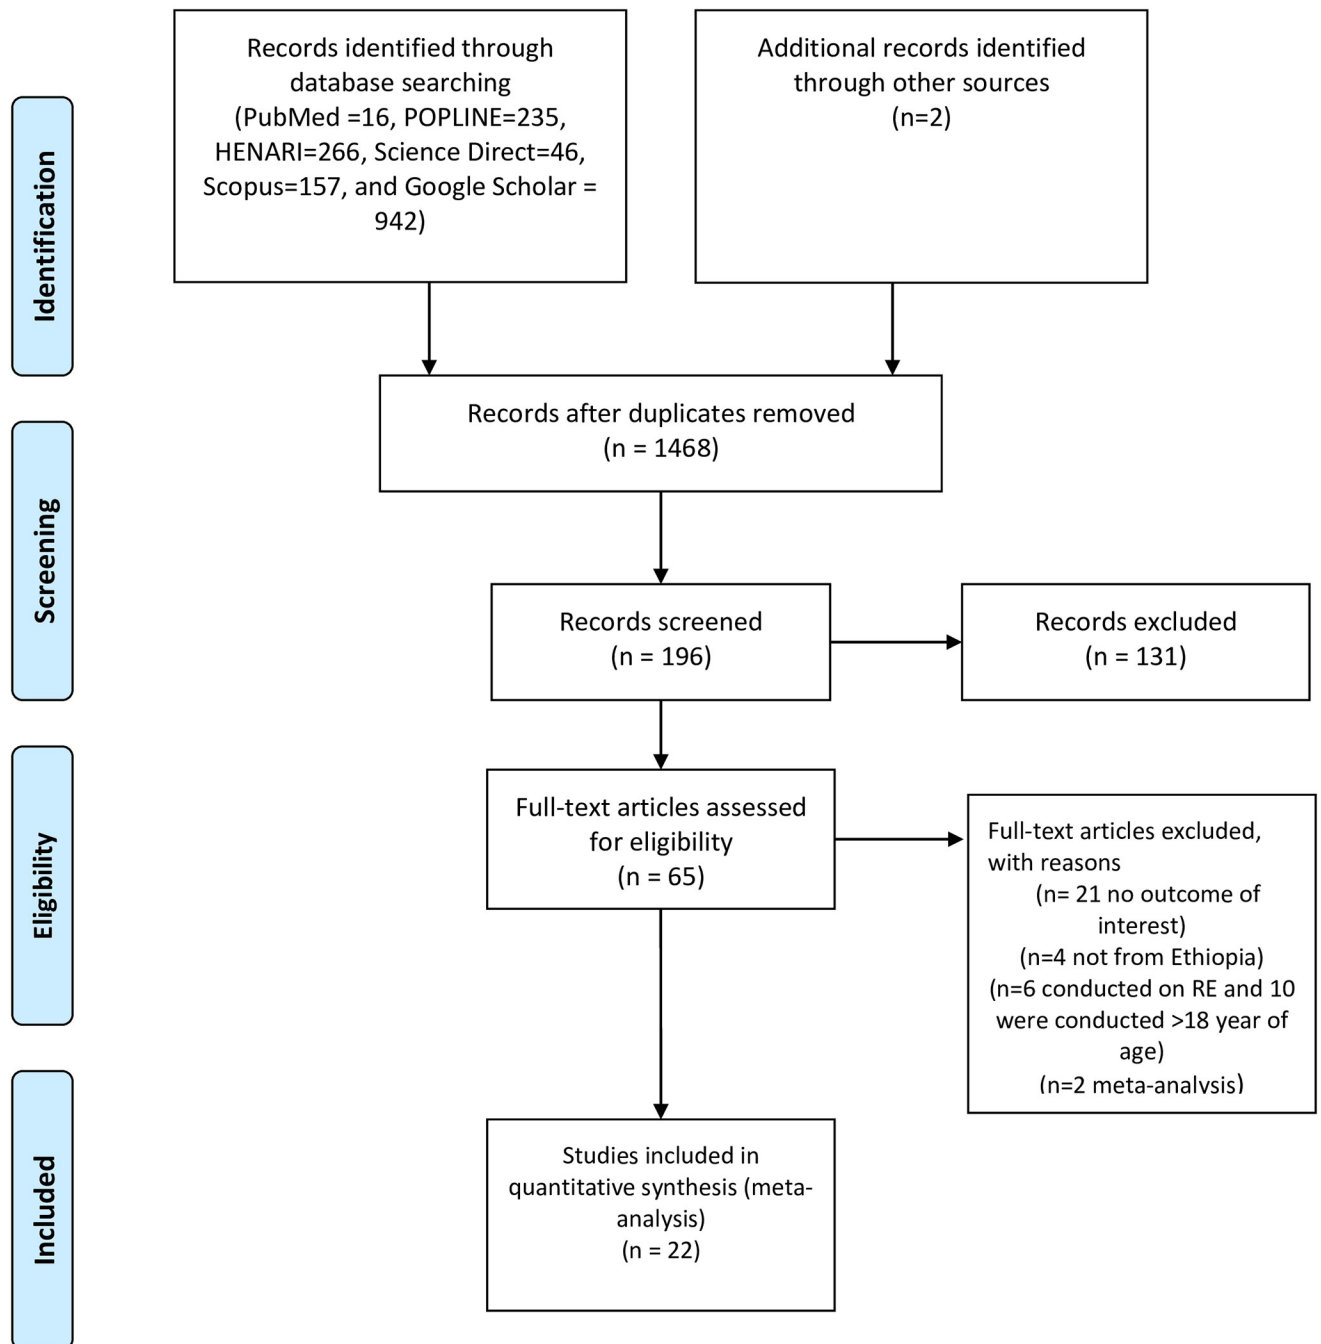 Records identified through
database searching
(PubMed =16, POPLINE=235,
HENARI=266, Science Direct=46,
Scopus=157, and Google Scholar =
942)
Additional records identified
through other sources
(n=2)
Identification
Records after duplicates removed
(n = 1468)
Screening
Records screened
(n = 196)
Records excluded
(n = 131)
Eligibility
Full-text articles assessed
for eligibility
(n = 65)
Full-text articles excluded,
with reasons
(n= 21 no outcome of
interest)
(n=4 not from Ethiopia)
(n=6 conducted on RE and 10
were conducted >18 year of
age)
(n=2 meta-analysis)
Included
Studies included in
quantitative synthesis (meta-
analysis)
(n = 22)